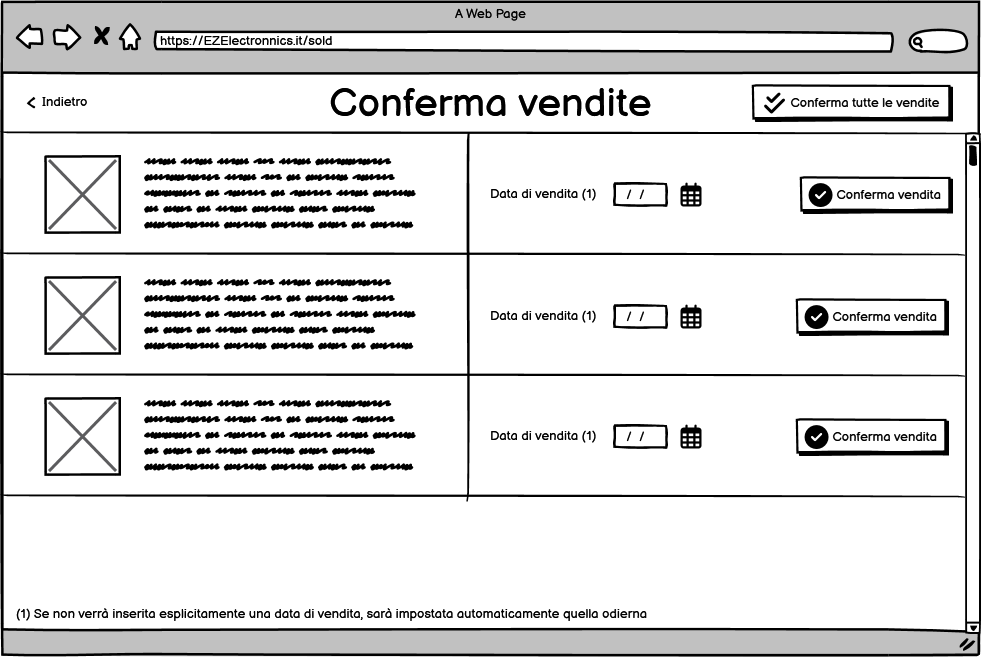 A Web Page
https://EZElectronnics.it/sold
Indietro
Conferma vendite
Conferma tutte le vendite
Data di vendita (1)
/ /
Conferma vendita
Data di vendita (1)
/ /
Conferma vendita
Data di vendita (1)
/ /
Conferma vendita
(1) Se non verrà inserita esplicitamente una data di vendita, sarà impostata automaticamente quella odierna